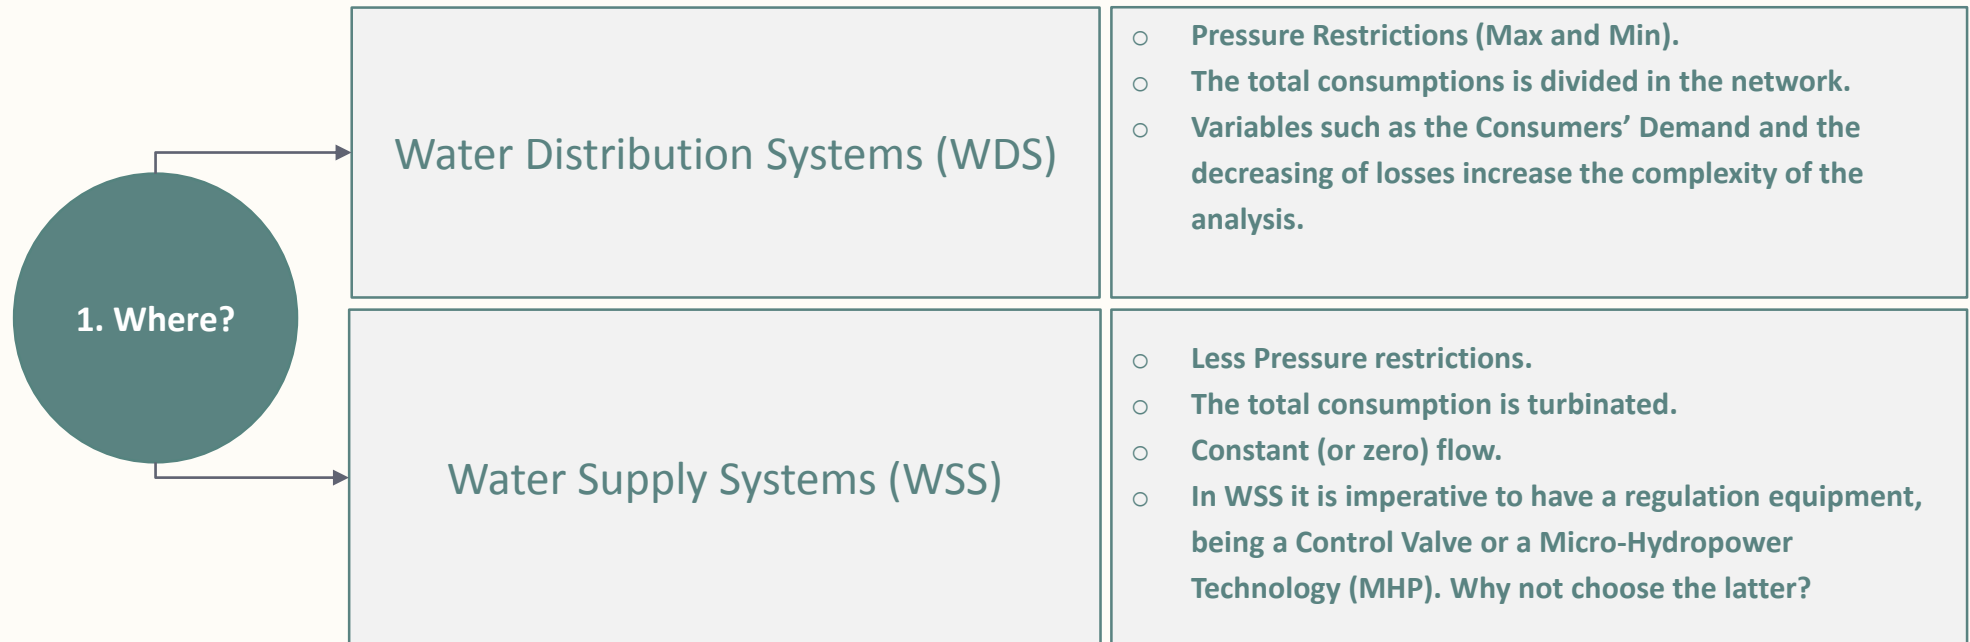 1. Where?
Water Distribution Systems (WDS)
o Pressure Restrictions (Max and Min).
o The total consumptions is divided in the network.
o Variables such as the Consumers’ Demand and the
decreasing of losses increase the complexity of the
analysis.
Water Supply Systems (WSS)
o Less Pressure restrictions.
o The total consumption is turbinated.
o Constant (or zero) flow.
o In WSS it is imperative to have a regulation equipment,
being a Control Valve or a Micro-Hydropower
Technology (MHP). Why not choose the latter?